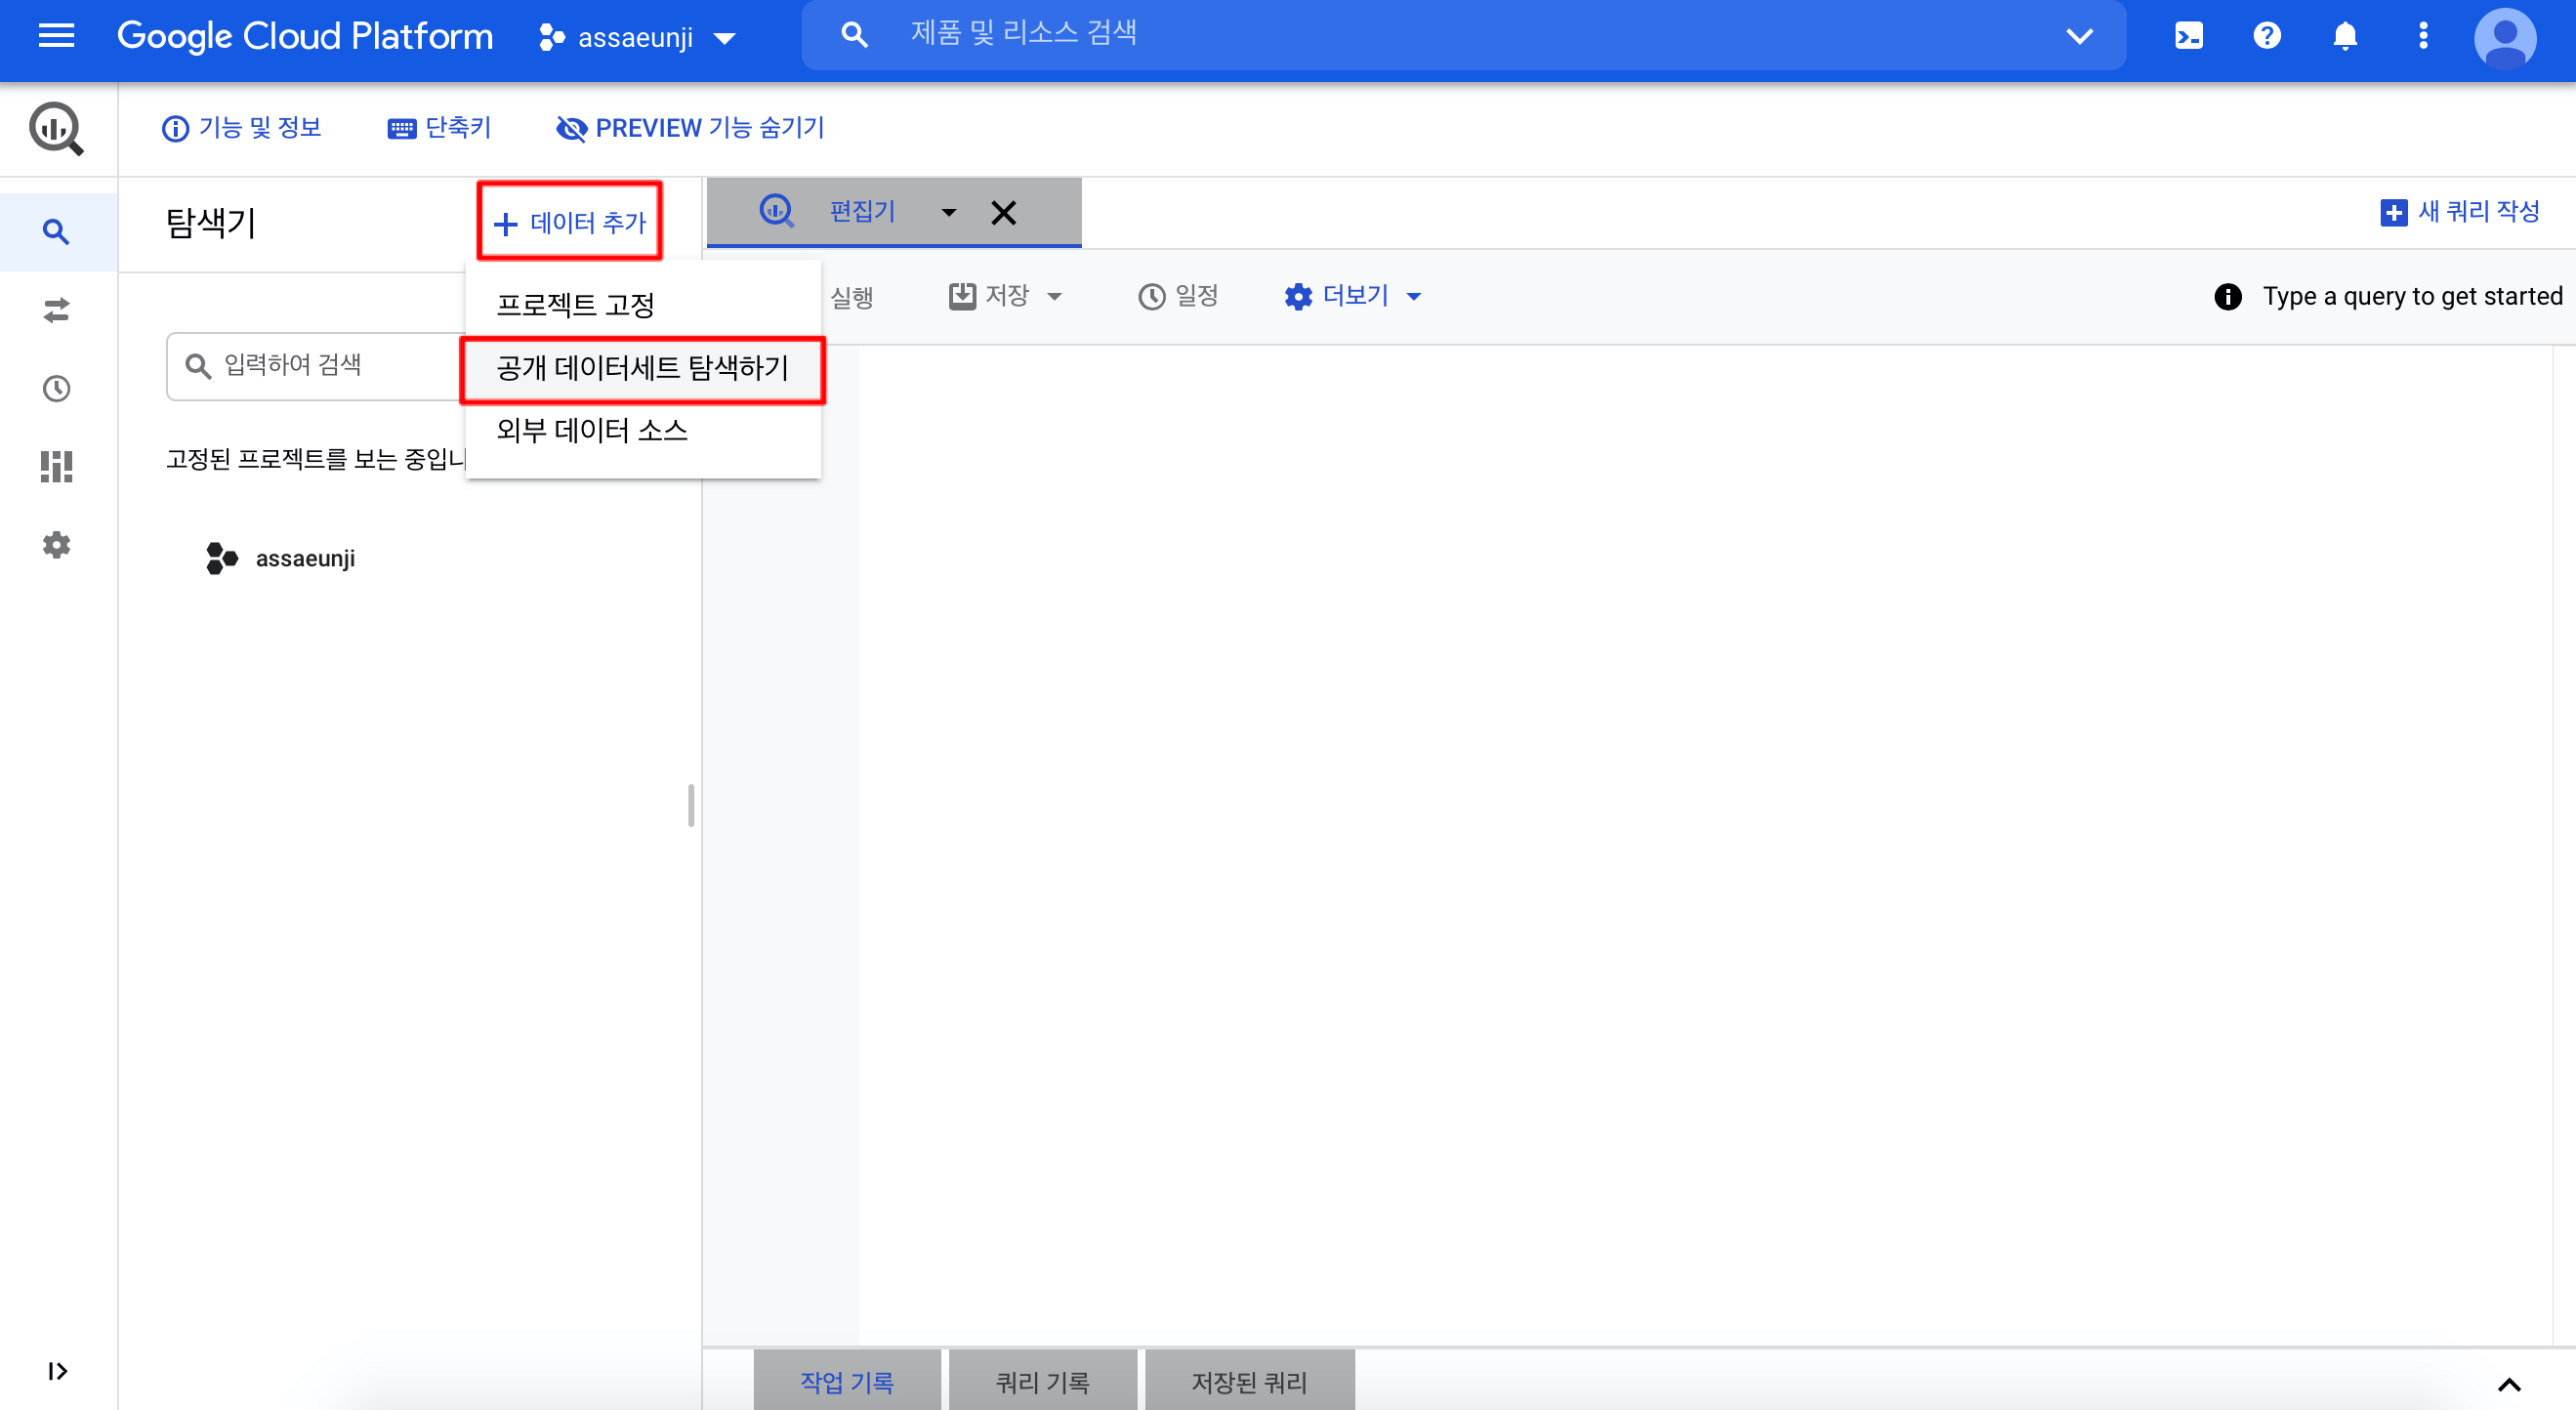 Google Cloud Platform
assaeunji
제품 및 리소스 검색
기능 및 정보
단축키
PREVIEW 기능 숨기기
탐색기
데이터 추가
편집기
새 쿼리 작성
프로젝트 고정
공개 데이터세트 탐색하기
외부 데이터 소스
실행
저장
일정
더보기
Type a query to get started
입력하여 검색
고정된 프로젝트를 보는 중입니
assaeunji
작업 기록
쿼리 기록
저장된 쿼리